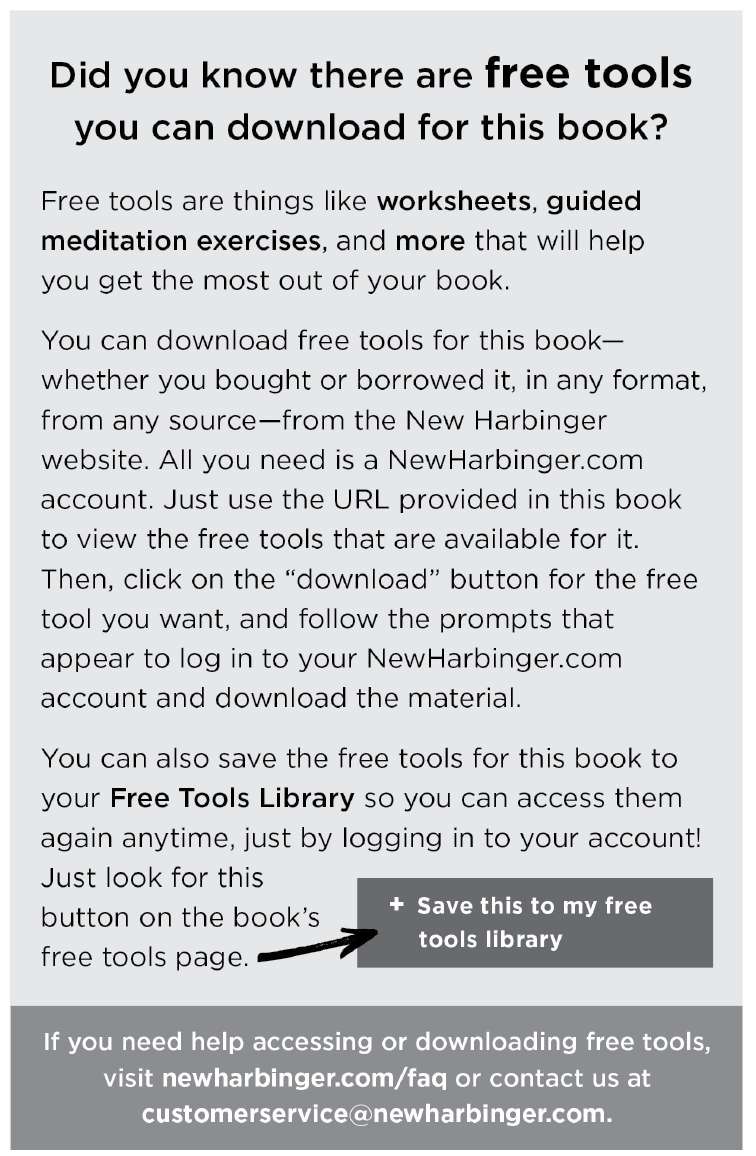 Did you know there are free tools
you can download for this book?
Free tools are things like worksheets, guided
meditation exercises, and more that will help
you get the most out of your book.
You can download free tools for this book—
whether you bought or borrowed it, in any format,
from any source—from the New Harbinger
website. All you need is a NewHarbinger.com
account. Just use the URL provided in this book
to view the free tools that are available for it.
Then, click on the “download” button for the free
tool you want, and follow the prompts that
appear to log in to your NewHarbinger.com
account and download the material.
You can also save the free tools for this book to
your Free Tools Library so you can access them
again anytime, just by logging in to your account!
Just look for this
button on the book’s
free tools page.
+ Save this to my free
tools library
If you need help accessing or downloading free tools,
visit newharbinger.com/faq or contact us at
customerservice@newharbinger.com.